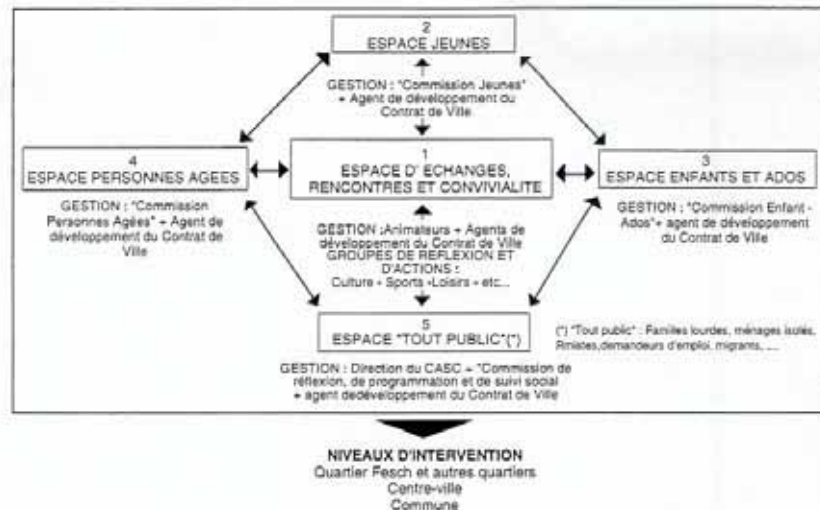 2
ESPACE JEUNES
GESTION : "Commission Jeunes"
+ Agent de développement du
Contrat de Ville
4
ESPACE PERSONNES AGEES
GESTION : "Commission
Personnes Agées" + Agent de
développement du Contrat de
Ville
1
ESPACE D' ECHANGES,
RENCONTRES ET CONVIVIALITE
3
ESPACE ENFANTS ET ADOS
GESTION : "Commission Enfant -
Ados"+ agent de développement
du Contrat de Ville
GESTION :Animateurs + Agents de
développement du Contrat de Ville
GROUPES DE REFLEXION ET
D'ACTIONS :
Culture - Sports -Loisirs - etc...
5
ESPACE "TOUT PUBLIC"(*)
(*) "Tout public" : Familles lourdes, ménages isolés,
Rmistes,demandeurs d'emploi. migrants, ....
GESTION : Direction du CASC + "Commission de
réflexion, de programmation et de suivi social
+ agent dedéveloppement du Contrat de Ville
NIVEAUX D'INTERVENTION
Quartier Fesch et autres quartiers
Centre-ville
Commune